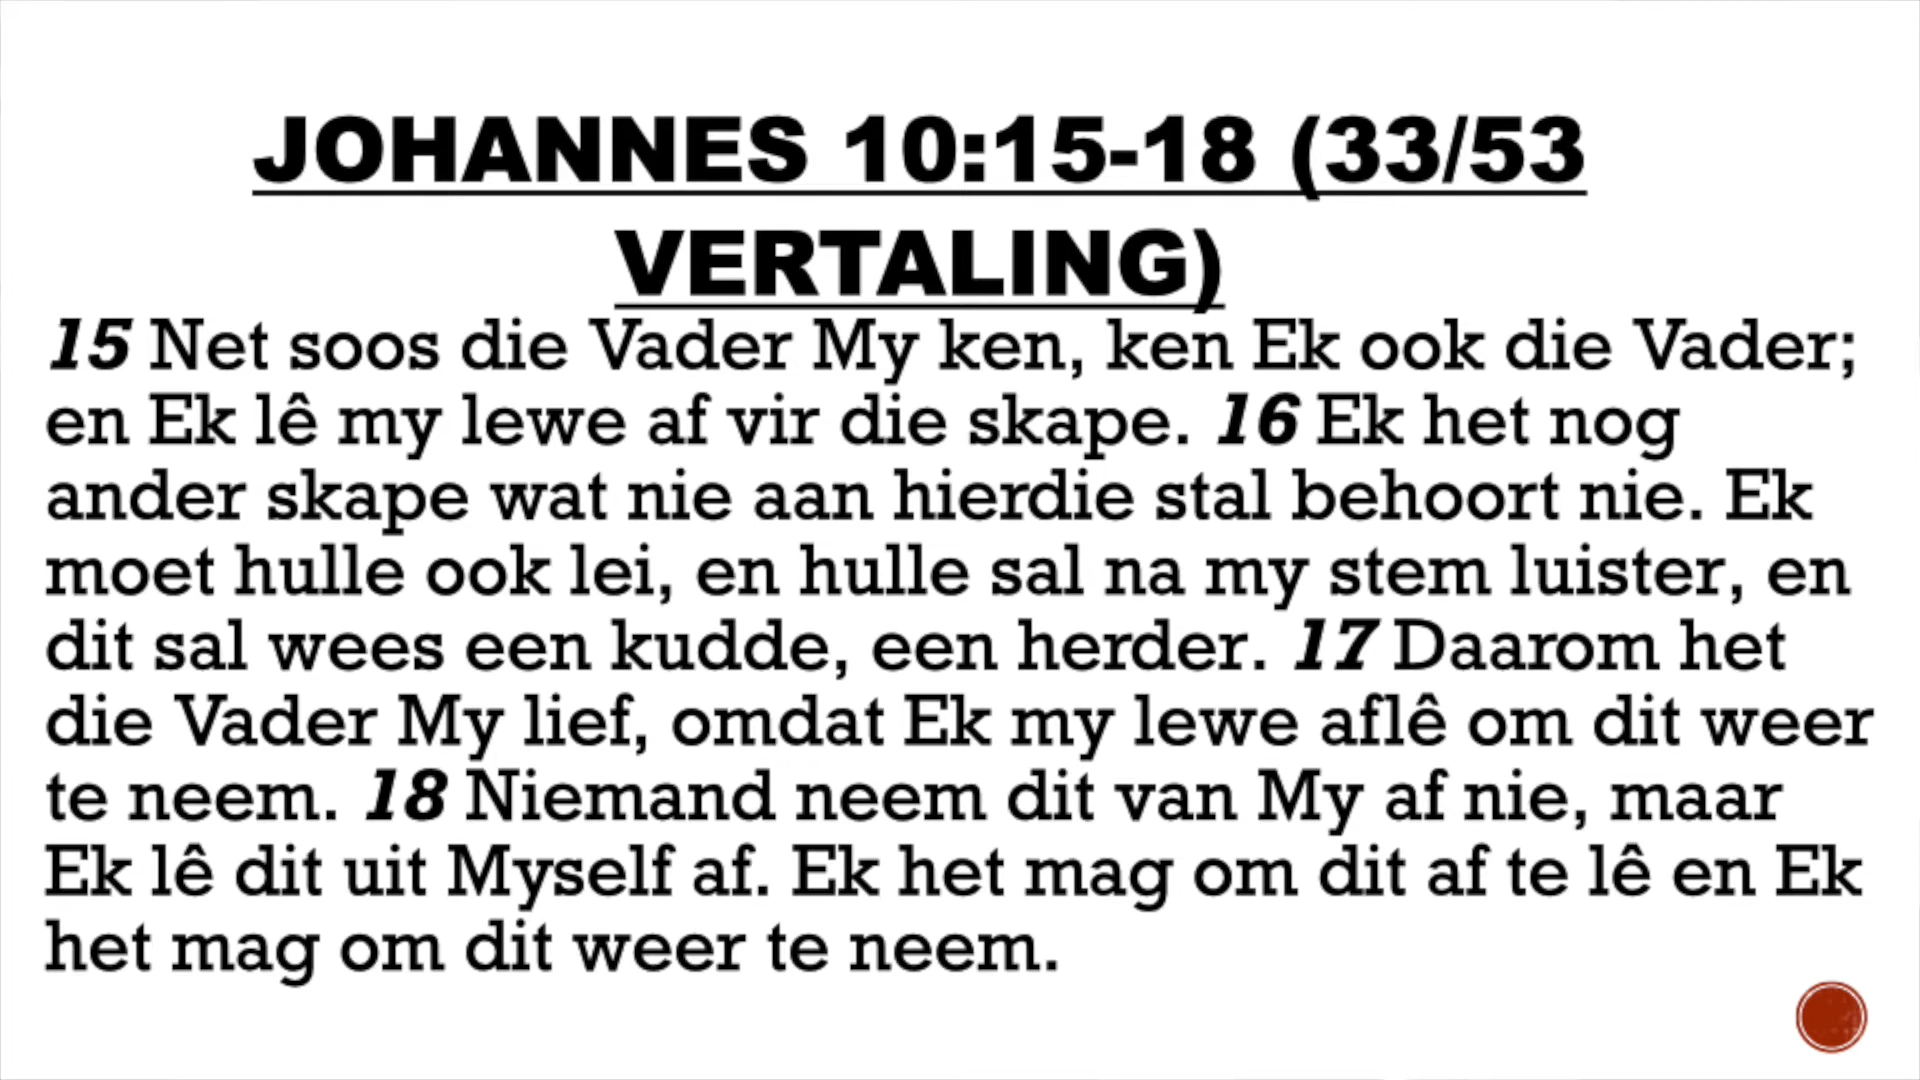 JOHANNES 10:15-18 (33/53
VERTALING)
15 Net soos die Vader My ken, ken Ek ook die Vader;
en Ek lê my lewe af vir die skape. 16 Ek het nog
ander skape wat nie aan hierdie stal behoort nie. Ek
moet hulle ook lei, en hulle sal na my stem luister, en
dit sal wees een kudde, een herder. 17 Daarom het
die Vader My lief, omdat Ek my lewe aflê om dit weer
te neem. 18 Niemand neem dit van My af nie, maar
Ek lê dit uit Myself af. Ek het mag om dit af te lê en Ek
het mag om dit weer te neem.